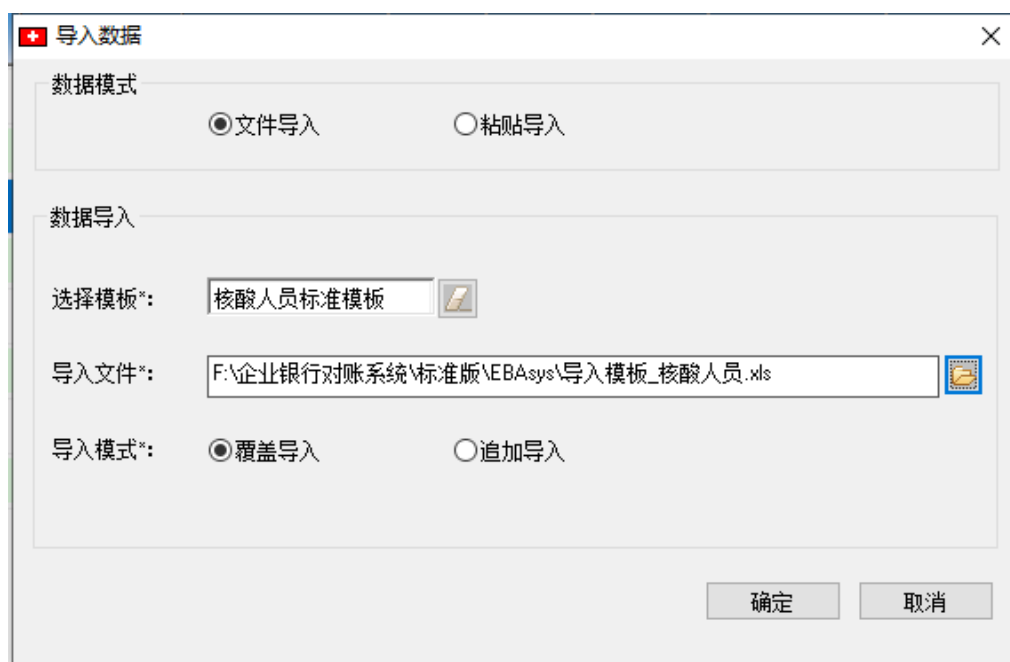 导入数据
数据模式
文件导入 粘贴导入
数据导入
选择模板*: 核酸人员标准模板
导入文件*: F:\企业银行对账系统\标准版\EBAsys\导入模板_核酸人员.xls
导入模式*: 覆盖导入 追加导入
确定 取消